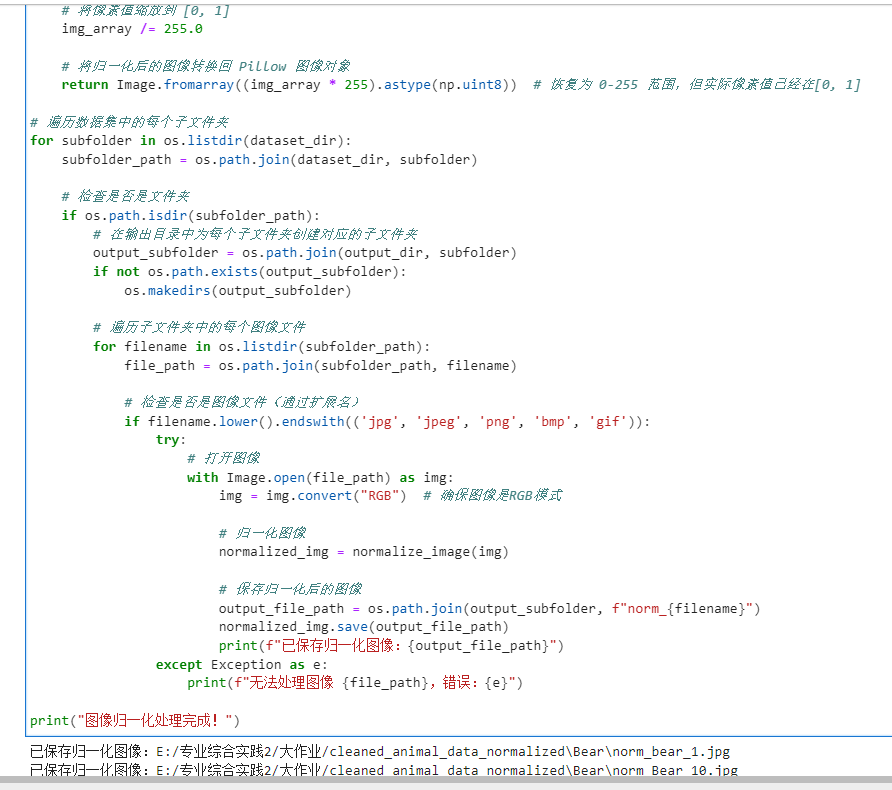 # 将像素值缩放到 [0, 1]
img_array /= 255.0
# 将归一化后的图像转换回 Pillow 图像对象
return Image.fromarray((img_array * 255).astype(np.uint8))  # 恢复为 0-255 范围，但实际像素值已经在[0, 1]
# 遍历数据集中的每个子文件夹
for subfolder in os.listdir(dataset_dir):
subfolder_path = os.path.join(dataset_dir, subfolder)
# 检查是否是文件夹
if os.path.isdir(subfolder_path):
# 在输出目录中为每个子文件夹创建对应的子文件夹
output_subfolder = os.path.join(output_dir, subfolder)
if not os.path.exists(output_subfolder):
os.makedirs(output_subfolder)
# 遍历子文件夹中的每个图像文件
for filename in os.listdir(subfolder_path):
file_path = os.path.join(subfolder_path, filename)
# 检查是否是图像文件（通过扩展名）
if filename.lower().endswith(('jpg', 'jpeg', 'png', 'bmp', 'gif')):
try:
# 打开图像
with Image.open(file_path) as img:
img = img.convert("RGB")  # 确保图像是RGB模式
# 归一化图像
normalized_img = normalize_image(img)
# 保存归一化后的图像
output_file_path = os.path.join(output_subfolder, f"norm_{filename}")
normalized_img.save(output_file_path)
print(f"已保存归一化图像：{output_file_path}")
except Exception as e:
print(f"无法处理图像 {file_path}，错误：{e}")
print("图像归一化处理完成！")
已保存归一化图像：E:/专业综合实践2/大作业/cleaned_animal_data_normalized\Bear\norm_bear_1.jpg
已保存归一化图像：E:/专业综合实践2/大作业/cleaned_animal_data_normalized\Bear\norm_Bear_10.jpg